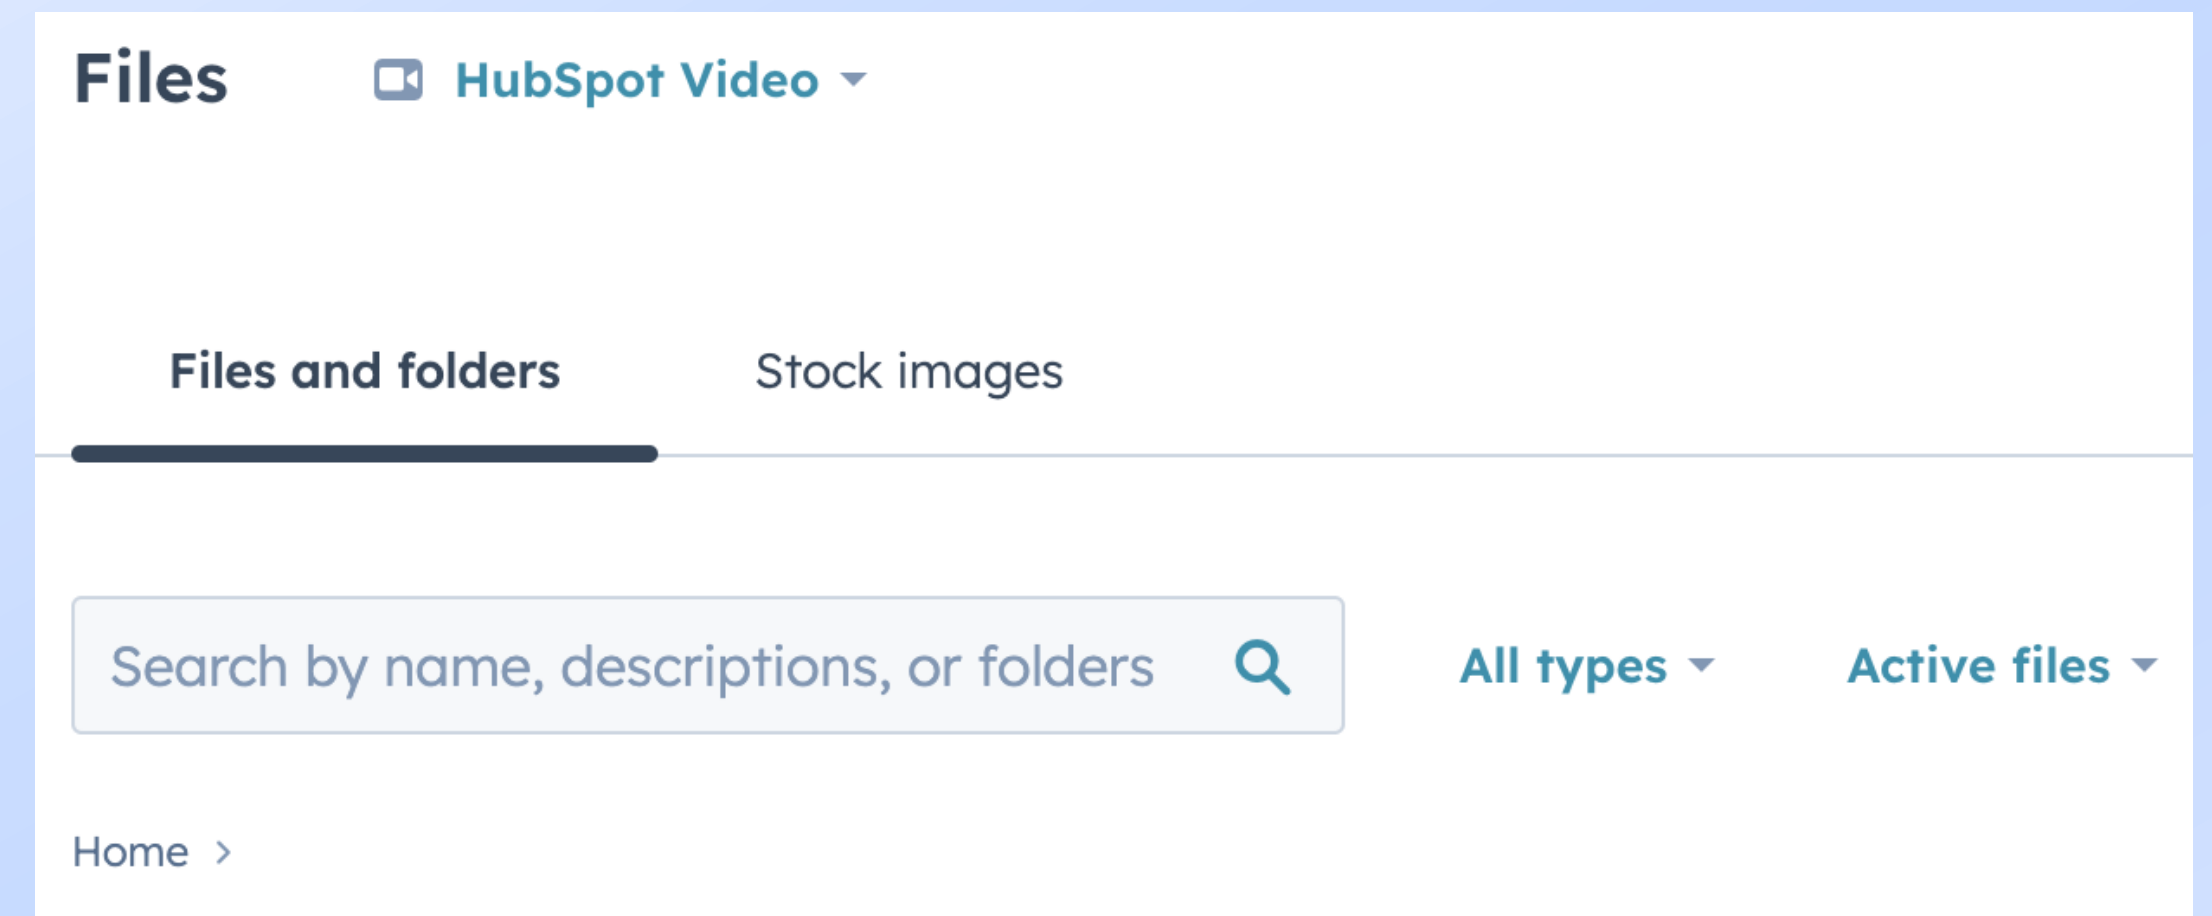 Files HubSpot Video
Files and folders Stock images
Search by name, descriptions, or folders All types Active files
Home >